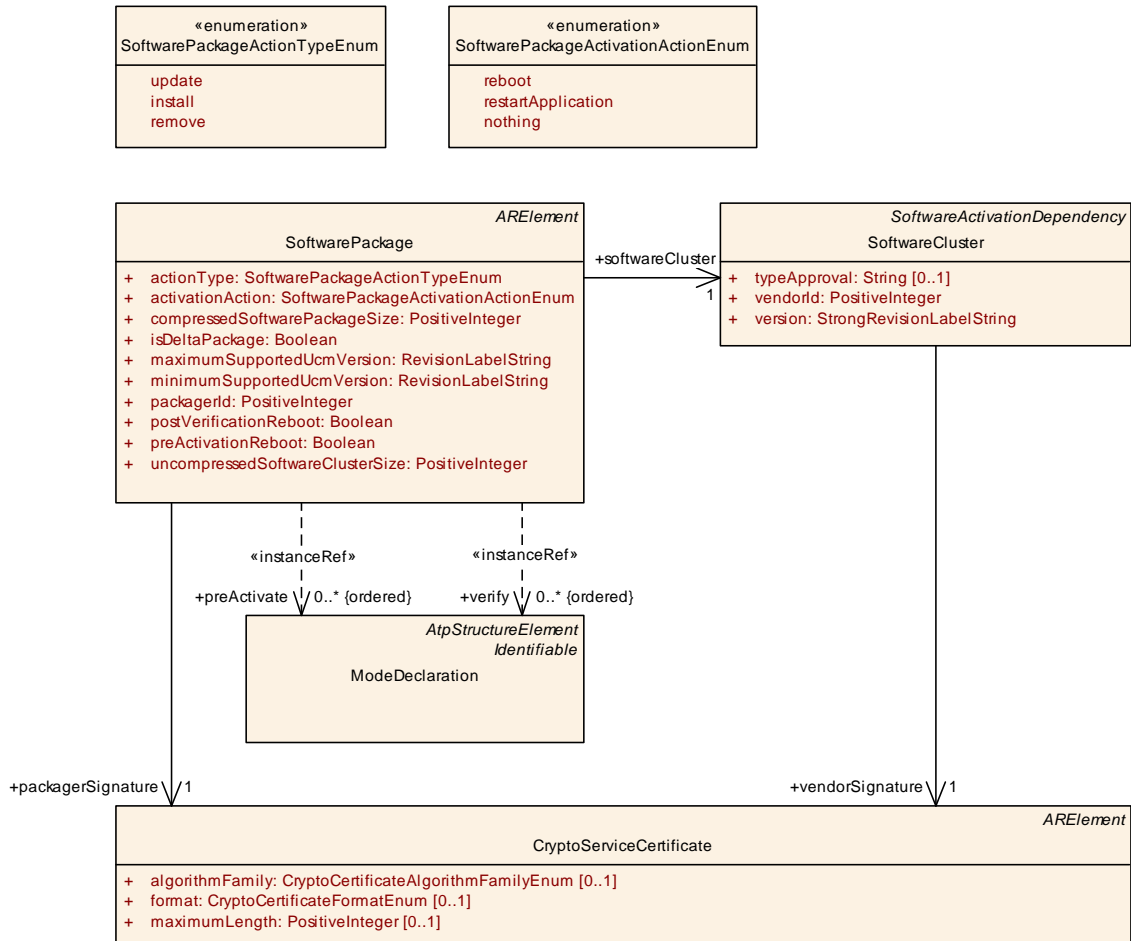 «enumeration»
SoftwarePackageActionTypeEnum
update
install
remove
«enumeration»
SoftwarePackageActivationActionEnum
reboot
restartApplication
nothing
ARElement
SoftwarePackage
+ actionType: SoftwarePackageActionTypeEnum
+ activationAction: SoftwarePackageActivationActionEnum
+ compressedSoftwarePackageSize: PositiveInteger
+ isDeltaPackage: Boolean
+ maximumSupportedUcmVersion: RevisionLabelString
+ minimumSupportedUcmVersion: RevisionLabelString
+ packagerId: PositiveInteger
+ postVerificationReboot: Boolean
+ preActivationReboot: Boolean
+ uncompressedSoftwareClusterSize: PositiveInteger
+softwareCluster
1
SoftwareActivationDependency
SoftwareCluster
+ typeApproval: String [0..1]
+ vendorId: PositiveInteger
+ version: StrongRevisionLabelString
«instanceRef»
«instanceRef»
+preActivate
0..* {ordered}
+verify
0..* {ordered}
AtpStructureElement
Identifiable
ModeDeclaration
+packagerSignature
1
+vendorSignature
1
ARElement
CryptoServiceCertificate
+ algorithmFamily: CryptoCertificateAlgorithmFamilyEnum [0..1]
+ format: CryptoCertificateFormatEnum [0..1]
+ maximumLength: PositiveInteger [0..1]